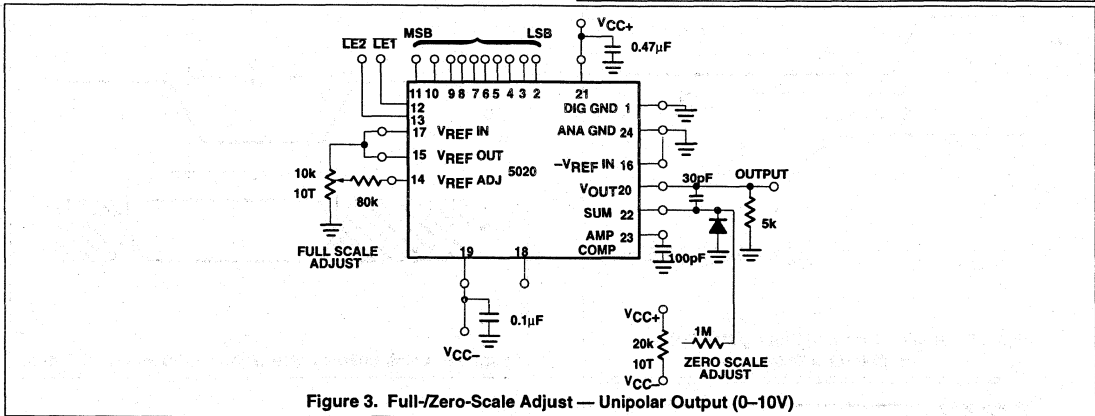 VCC+
LE2 LE1 MSB LSB
0.47µF
11 10 9 8 7 6 5 4 3 2 21
12
13
DIG GND 1
17 VREF IN
ANA GND 24
15 VREF OUT
5020
–VREF IN 16
10k
10T
80k
14 VREF ADJ
VOUT 20
30pF
OUTPUT
SUM 22
5k
AMP COMP 23
100pF
FULL SCALE
ADJUST
19 18
0.1µF
VCC–
VCC+
20k
10T
1M
ZERO SCALE
ADJUST
VCC–
Figure 3. Full-/Zero-Scale Adjust — Unipolar Output (0–10V)